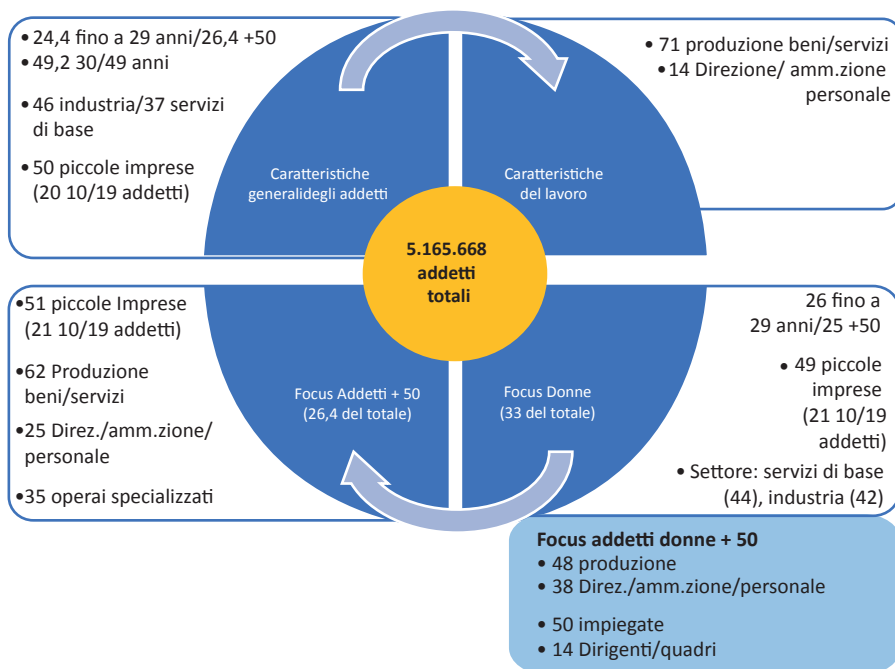 • 24,4 fino a 29 anni/26,4 +50
• 49,2 30/49 anni
• 46 industria/37 servizi
di base
• 50 piccole imprese
(20 10/19 addetti)
Caratteristiche
generalidegli addetti
• 71 produzione beni/servizi
• 14 Direzione/ amm.zione
personale
Caratteristiche
del lavoro
5.165.668
addetti
totali
•51 piccole Imprese
(21 10/19 addetti)
•62 Produzione
beni/servizi
•25 Direz./amm.zione/
personale
•35 operai specializzati
Focus Addetti + 50
(26,4 del totale)
Focus Donne
(33 del totale)
26 fino a
29 anni/25 +50
• 49 piccole
imprese
(21 10/19
addetti)
• Settore: servizi di base
(44), industria (42)
Focus addetti donne + 50
• 48 produzione
• 38 Direz./amm.zione/personale
• 50 impiegate
• 14 Dirigenti/quadri